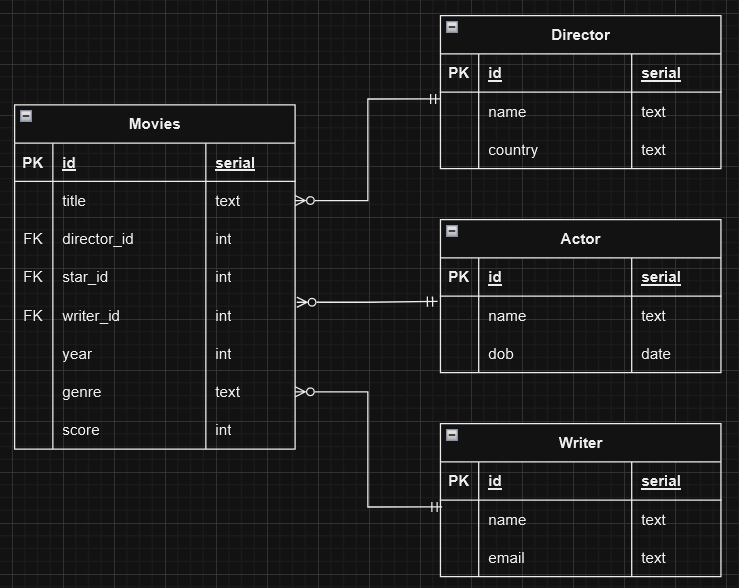 Movies
PK id serial
title text
FK director_id int
FK star_id int
FK writer_id int
year int
genre text
score int
Director
PK id serial
name text
country text
Actor
PK id serial
name text
dob date
Writer
PK id serial
name text
email text